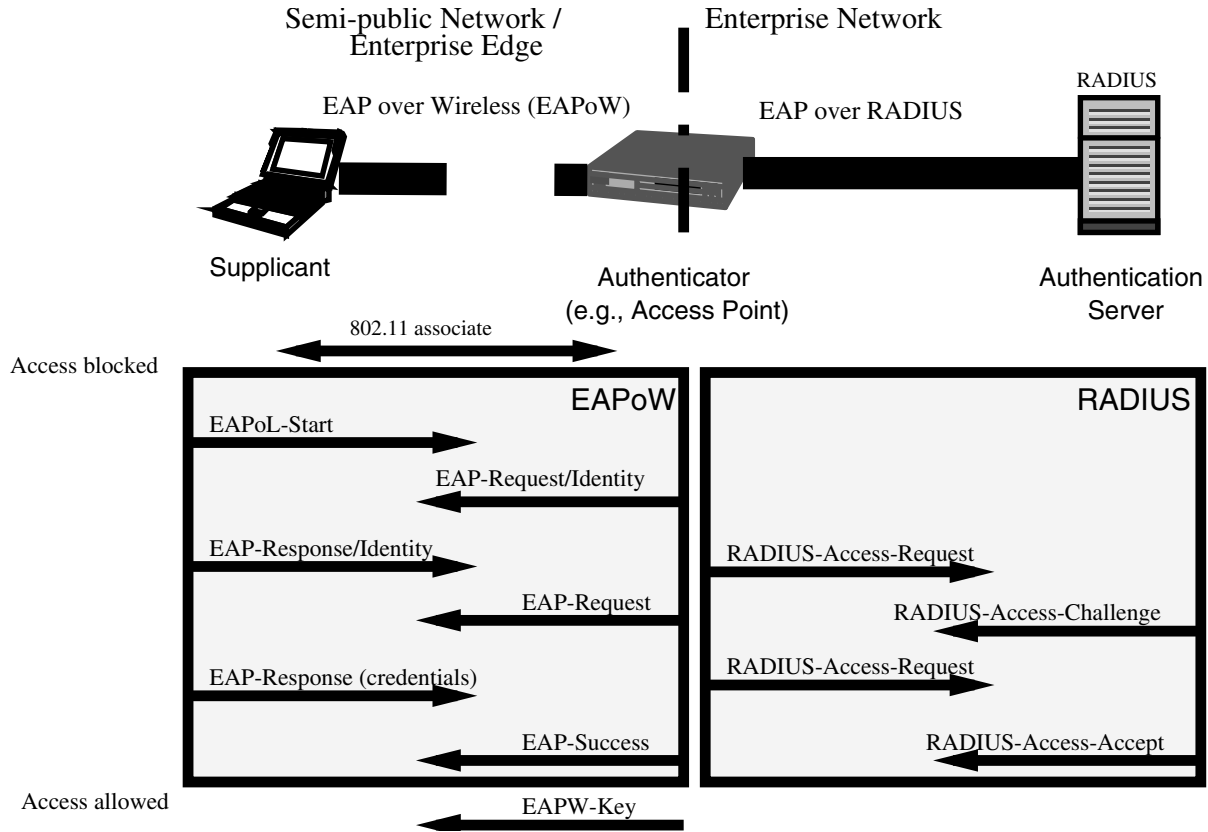 Semi-public Network /
Enterprise Edge
Enterprise Network
RADIUS
EAP over Wireless (EAPoW)
EAP over RADIUS
Supplicant
Authenticator
(e.g., Access Point)
Authentication
Server
802.11 associate
Access blocked
EAPoW
RADIUS
EAPoL-Start
EAP-Request/Identity
EAP-Response/Identity
RADIUS-Access-Request
EAP-Request
RADIUS-Access-Challenge
EAP-Response (credentials)
RADIUS-Access-Request
EAP-Success
RADIUS-Access-Accept
Access allowed
EAPW-Key